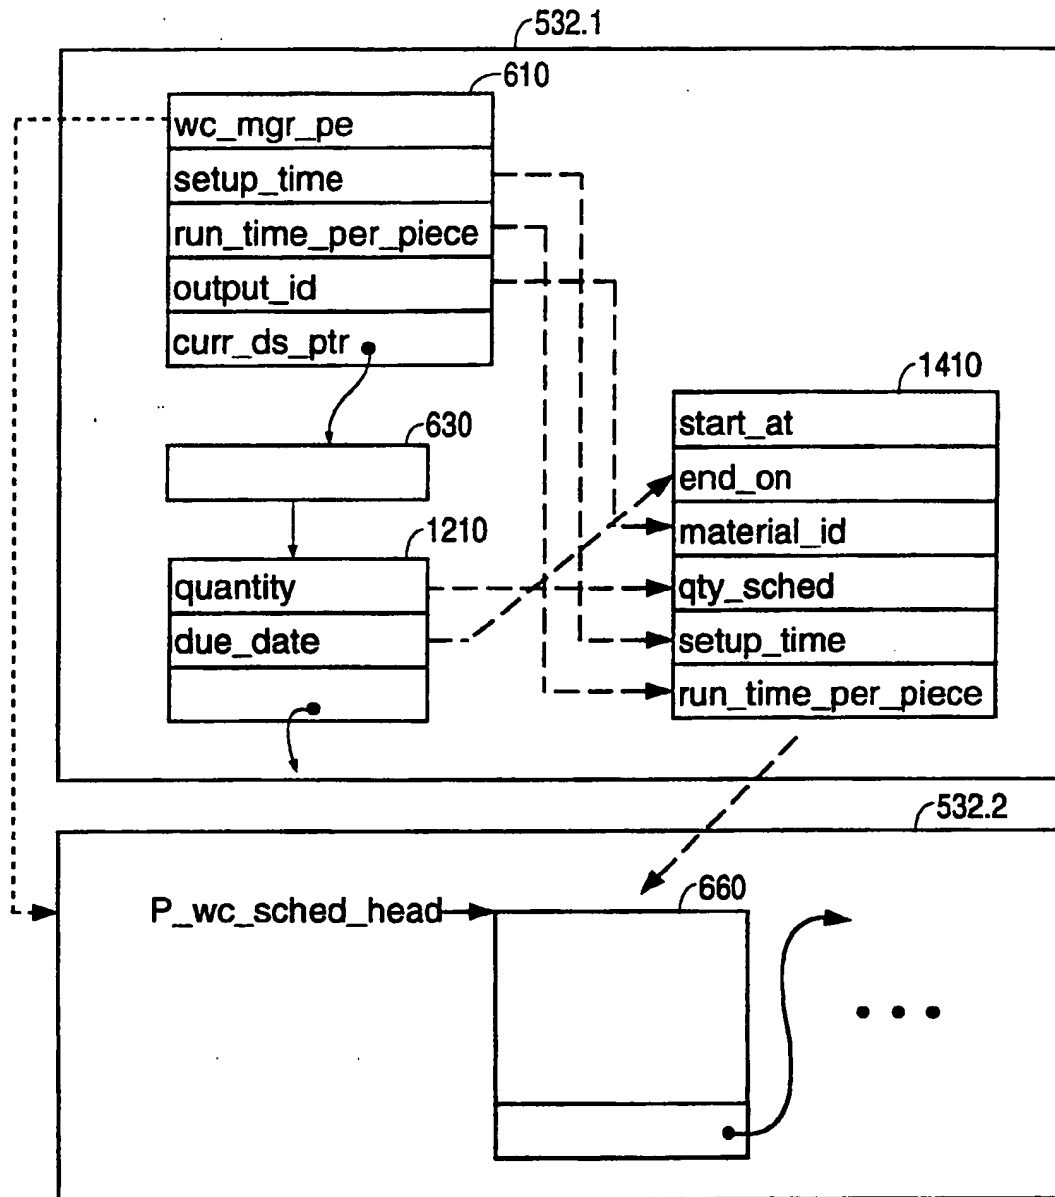 532.1
610
wc_mgr_pe
setup_time
run_time_per_piece
output_id
curr_ds_ptr
630
1210
quantity
due_date
1410
start_at
end_on
material_id
qty_sched
setup_time
run_time_per_piece
532.2
P_wc_sched_head
660